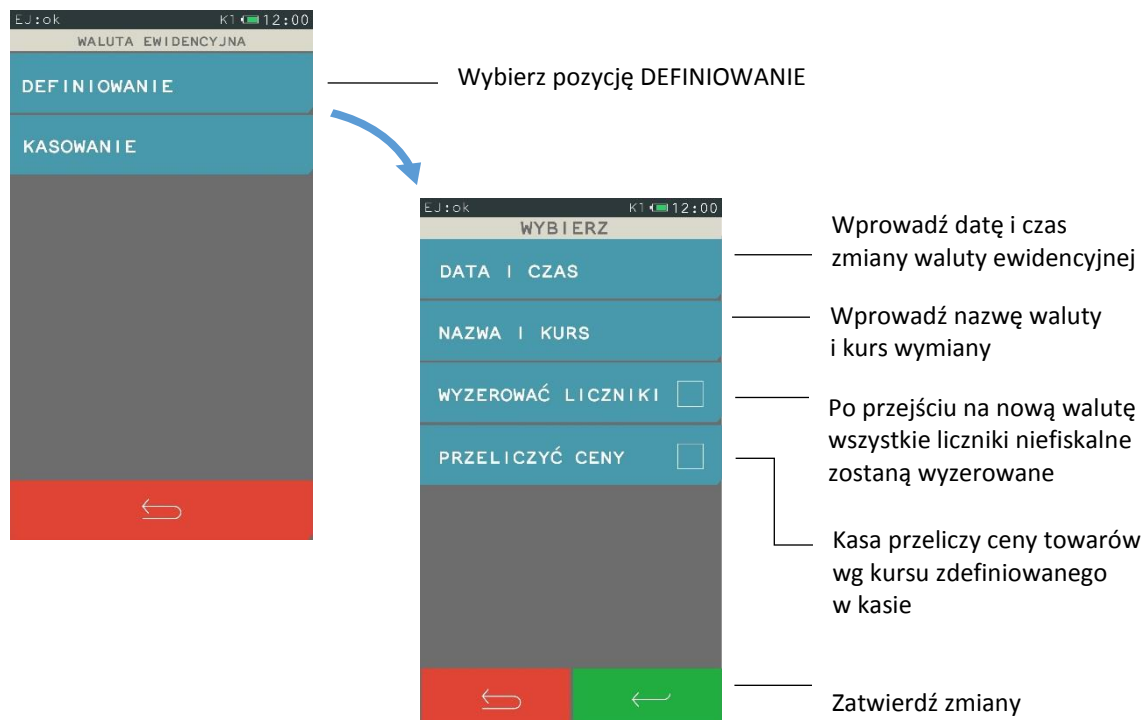 EJ:ok K1 12:00
WALUTA EWIDENCYJNA
DEFINIOWANIE
KASOWANIE
Wybierz pozycję DEFINIOWANIE
EJ:ok K1 12:00
WYBIERZ
DATA I CZAS
NAZWA I KURS
WYZEROWAĆ LICZNIKI
PRZELICZYĆ CENY
Wprowadź datę i czas
zmiany waluty ewidencyjnej
Wprowadź nazwę waluty
i kurs wymiany
Po przejściu na nową walutę
wszystkie liczniki niefiskalne
zostaną wyzerowane
Kasa przeliczy ceny towarów
wg kursu zdefiniowanego
w kasie
Zatwierdź zmiany